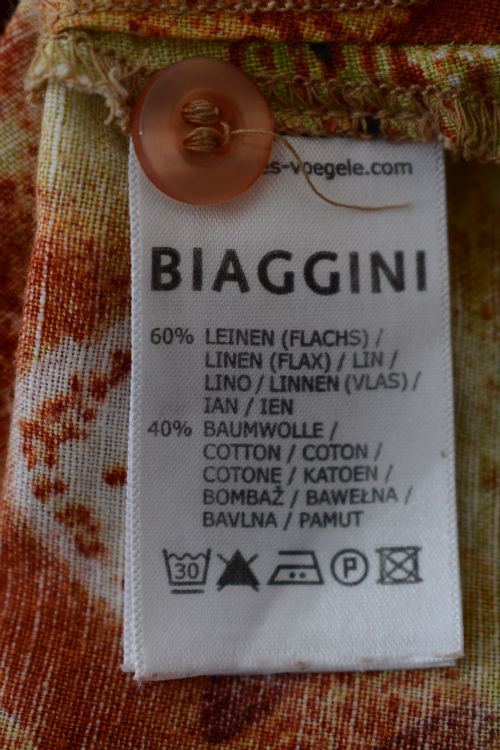 es-voegele.com
BIAGGINI
60% LEINEN (FLACHS) /
LINEN (FLAX) / LIN /
LINO / LINNEN (VLAS) /
IAN / IEN
40% BAUMWOLLE /
COTTON / COTON /
COTONE / KATOEN /
BOMBAŽ / BAWEŁNA /
BAVLNA / PAMUT
30 P